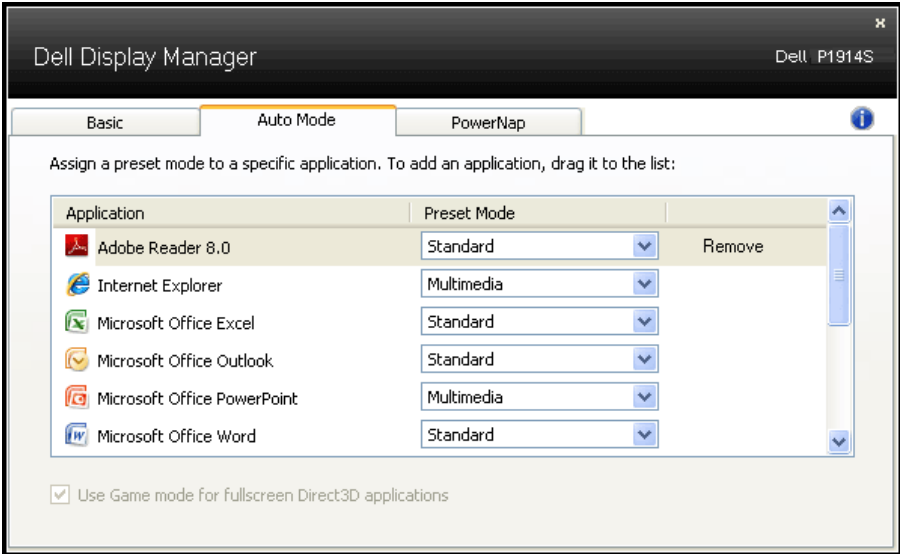 x
Dell Display Manager
Dell P1914S
Basic
Auto Mode
PowerNap
Assign a preset mode to a specific application. To add an application, drag it to the list:
Application Preset Mode
Adobe Reader 8.0 Standard Remove
Internet Explorer Multimedia
Microsoft Office Excel Standard
Microsoft Office Outlook Standard
Microsoft Office PowerPoint Multimedia
Microsoft Office Word Standard
Use Game mode for fullscreen Direct3D applications